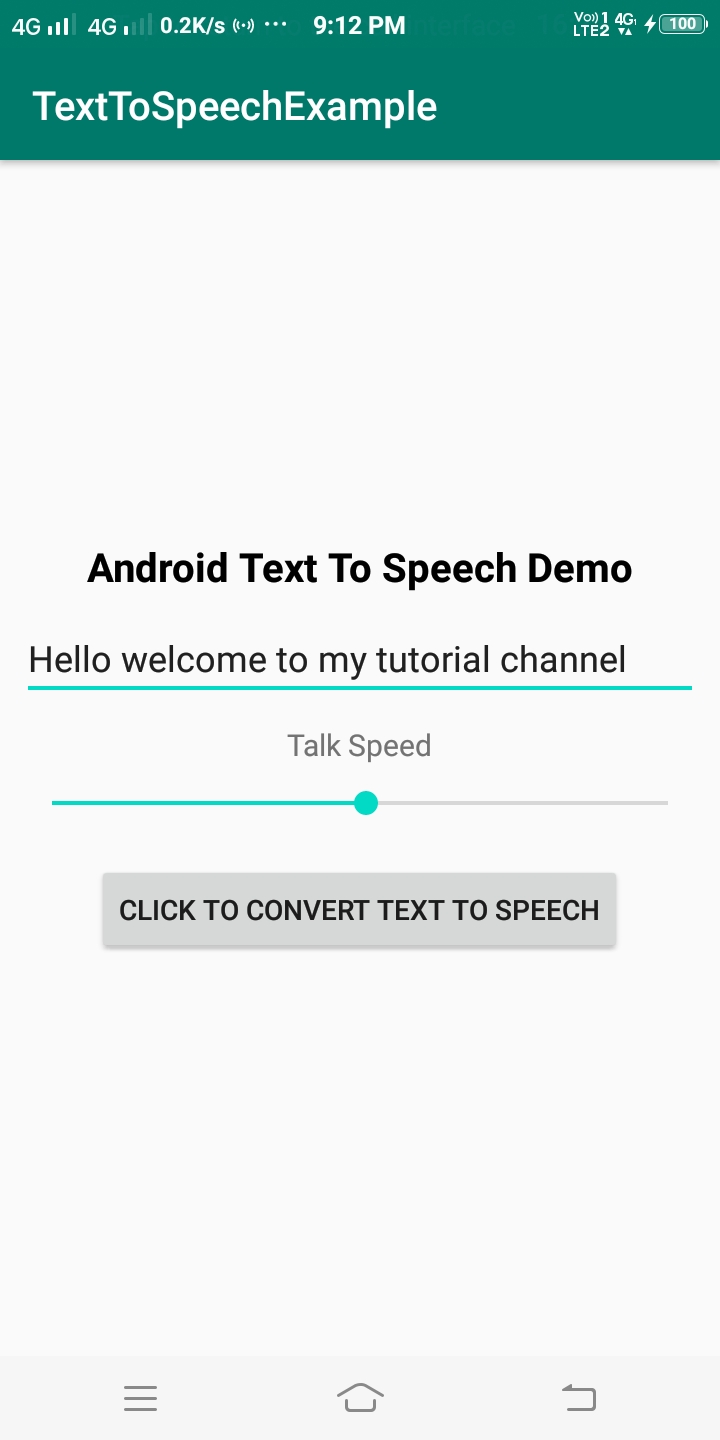 4G 4G 0.2K/s ... 9:12 PM Vo)) 1 4G 100
LTE2
TextToSpeechExample
Android Text To Speech Demo
Hello welcome to my tutorial channel
Talk Speed
CLICK TO CONVERT TEXT TO SPEECH